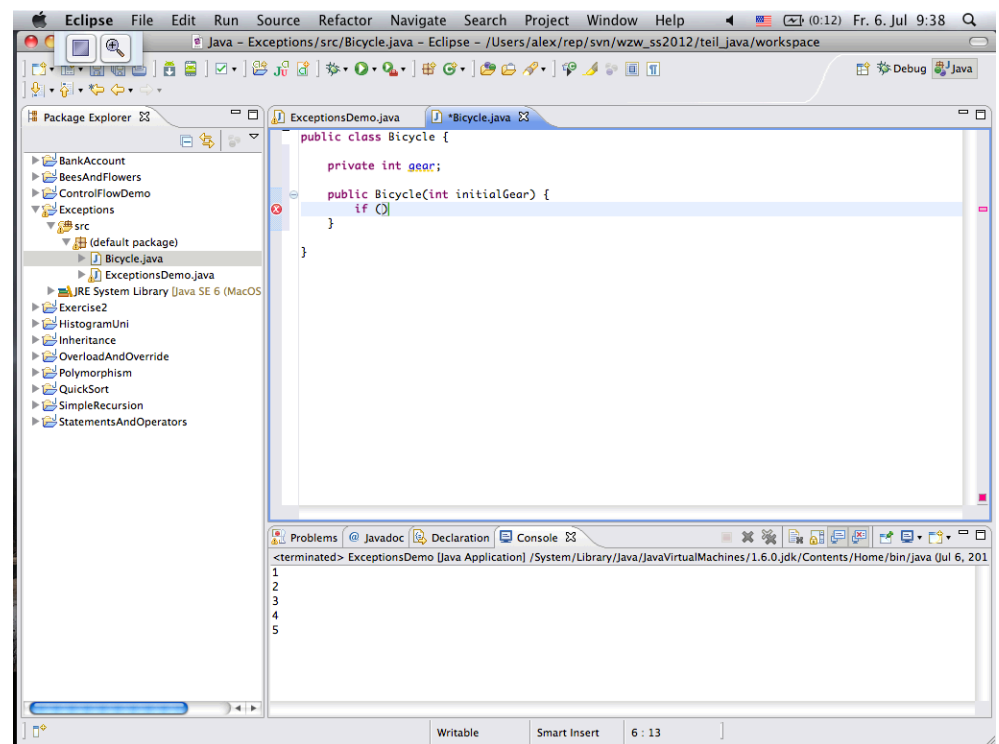 Eclipse File Edit Run Source Refactor Navigate Search Project Window Help (0:12) Fr. 6. Jul 9:38
Java – Exceptions/src/Bicycle.java – Eclipse – /Users/alex/rep/svn/wzw_ss2012/teil_java/workspace
Debug Java
Package Explorer
ExceptionsDemo.java *Bicycle.java
BankAccount
BeesAndFlowers
ControlFlowDemo
Exceptions
src
(default package)
Bicycle.java
ExceptionsDemo.java
JRE System Library [Java SE 6 (MacOS
Exercise2
HistogramUni
Inheritance
OverloadAndOverride
Polymorphism
QuickSort
SimpleRecursion
StatementsAndOperators
public class Bicycle {
private int gear;
public Bicycle(int initialGear) {
if ()
}
}
Problems @ Javadoc Declaration Console
<terminated> ExceptionsDemo [Java Application] /System/Library/Java/JavaVirtualMachines/1.6.0.jdk/Contents/Home/bin/java (Jul 6, 201
1
2
3
4
5
Writable Smart Insert 6 : 13